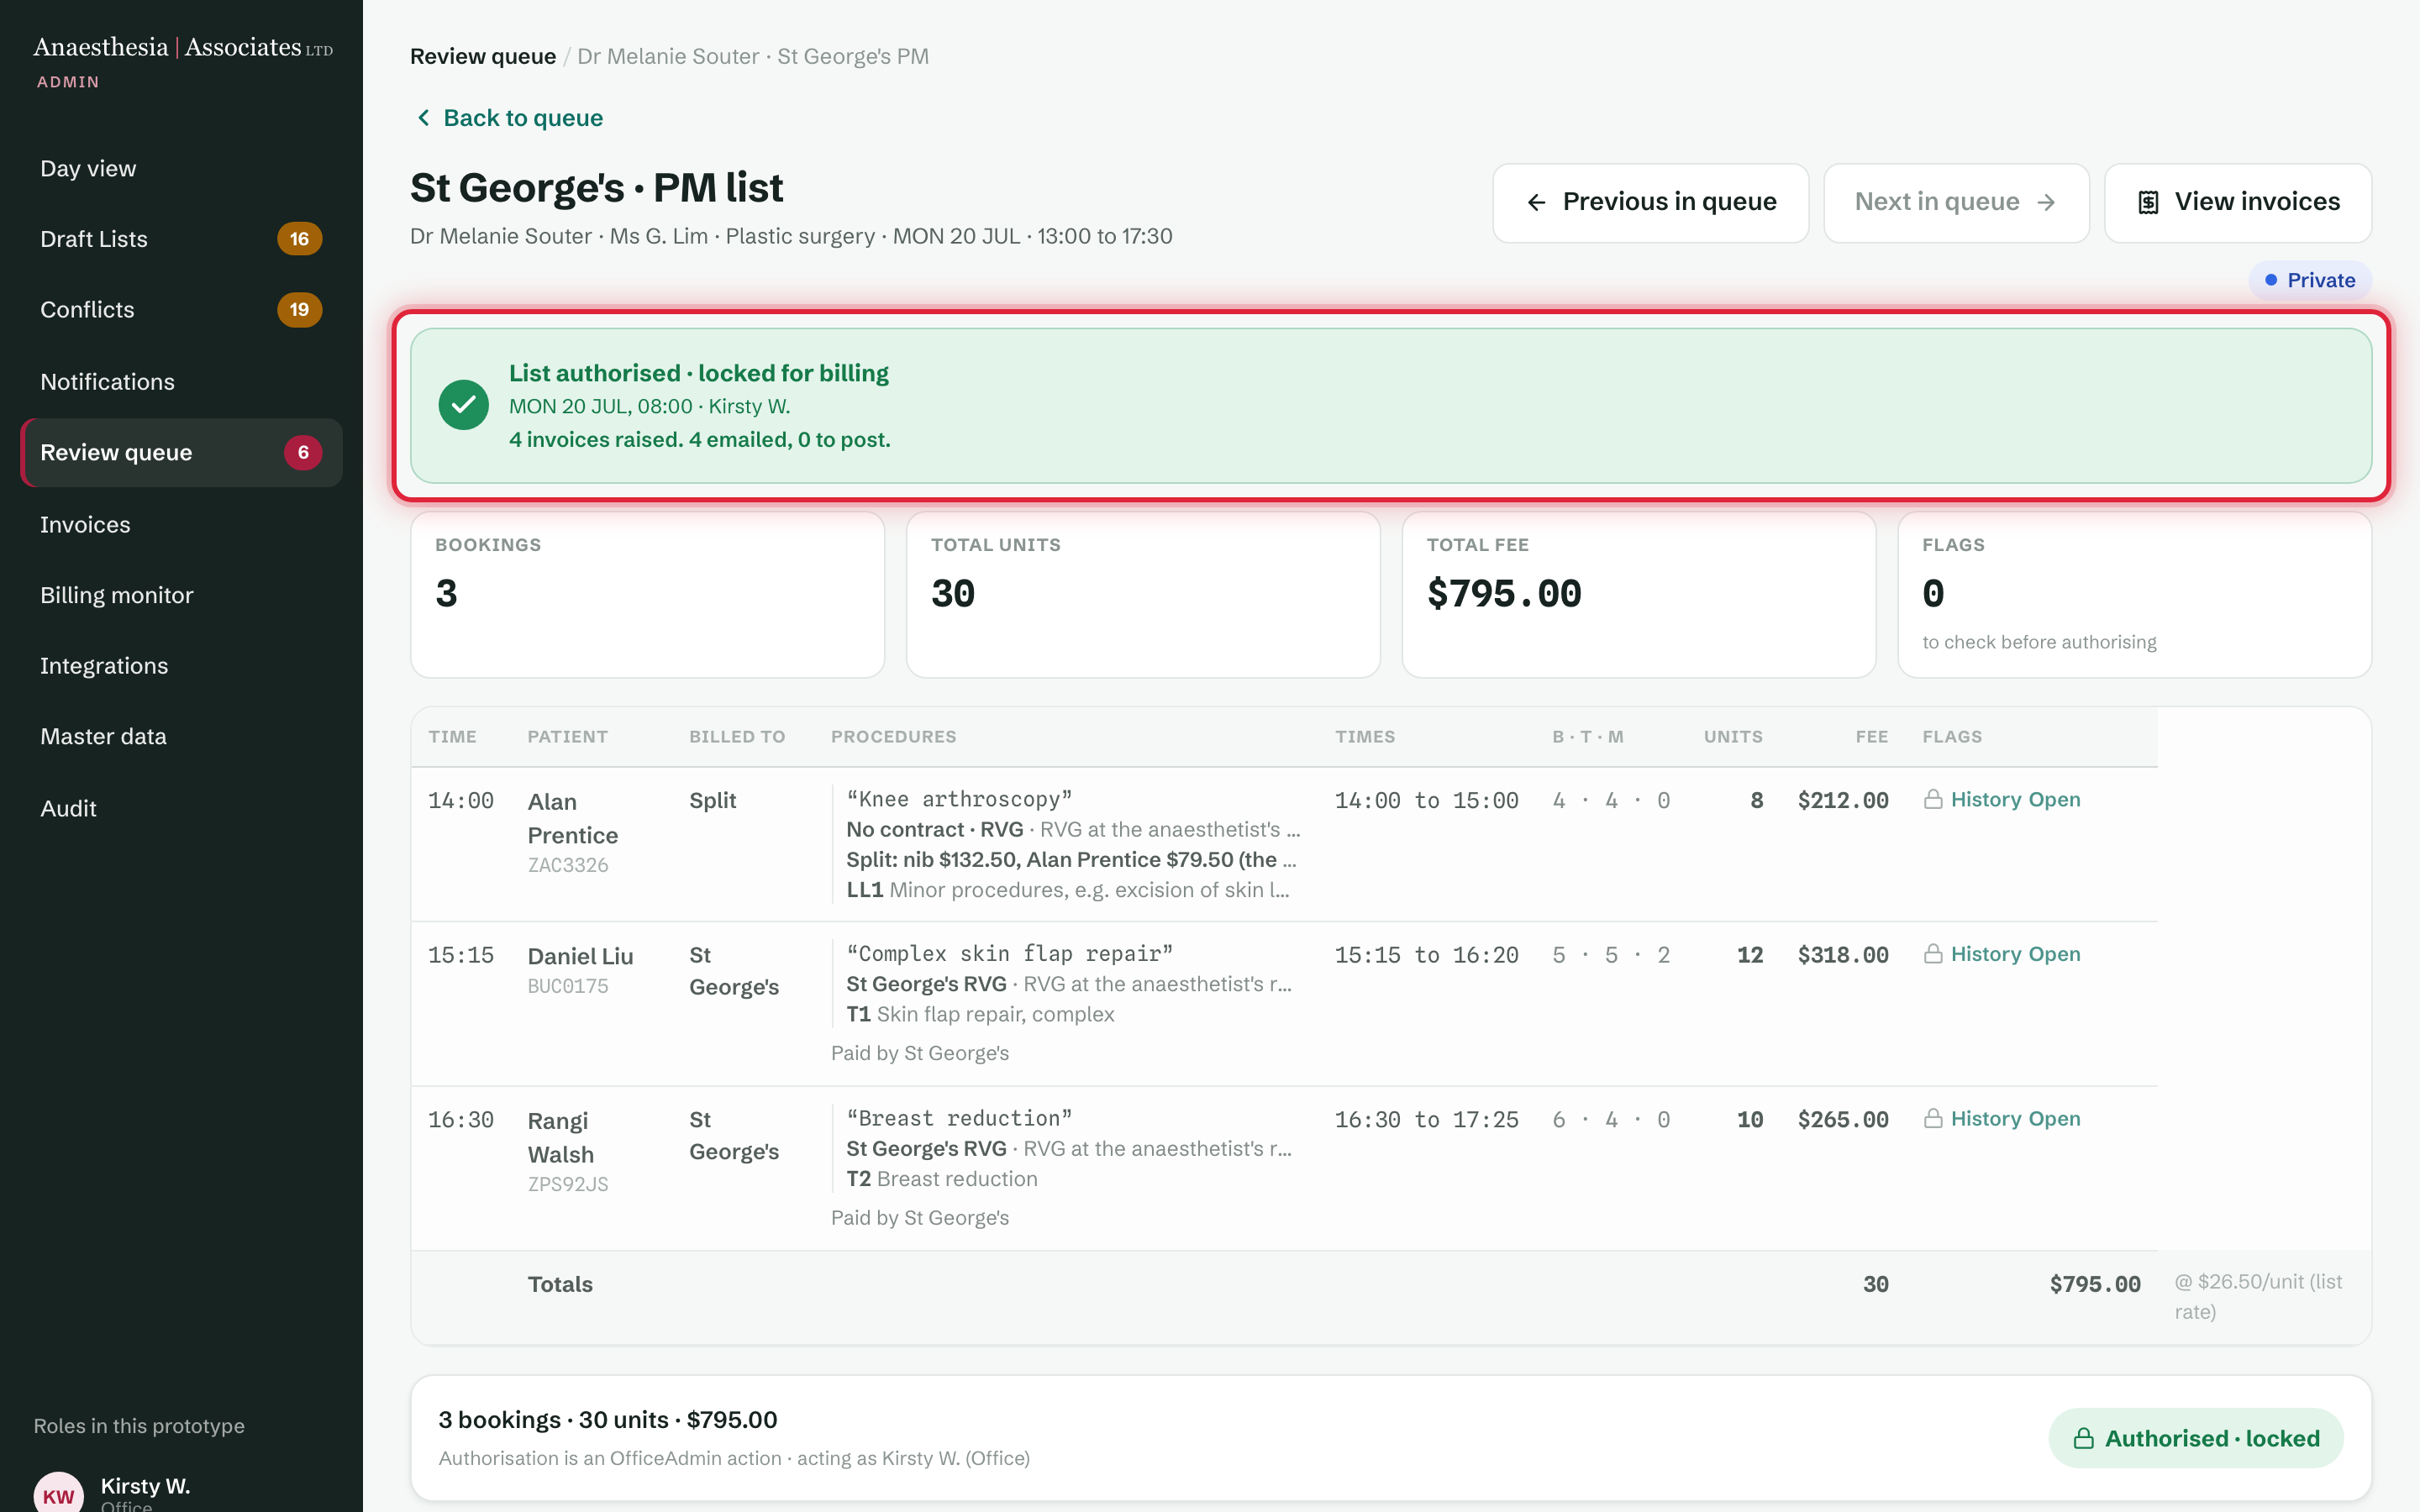 Anaesthesia | Associates LTD
ADMIN
Day view
Draft Lists 16
Conflicts 19
Notifications
Review queue 6
Invoices
Billing monitor
Integrations
Master data
Audit
Roles in this prototype
KW Kirsty W.
Office
Review queue / Dr Melanie Souter · St George's PM
Back to queue
St George's · PM list
Dr Melanie Souter · Ms G. Lim · Plastic surgery · MON 20 JUL · 13:00 to 17:30
Previous in queue
Next in queue
View invoices
Private
List authorised · locked for billing
MON 20 JUL, 08:00 · Kirsty W.
4 invoices raised. 4 emailed, 0 to post.
BOOKINGS
3
TOTAL UNITS
30
TOTAL FEE
$795.00
FLAGS
0
to check before authorising
TIME PATIENT BILLED TO PROCEDURES TIMES B · T · M UNITS FEE FLAGS
14:00 Alan Prentice ZAC3326 Split
“Knee arthroscopy”
No contract · RVG · RVG at the anaesthetist's ...
Split: nib $132.50, Alan Prentice $79.50 (the ...
LL1 Minor procedures, e.g. excision of skin l...
14:00 to 15:00 4 · 4 · 0 8 $212.00 History Open
15:15 Daniel Liu BUC0175 St George's
“Complex skin flap repair”
St George's RVG · RVG at the anaesthetist's r...
T1 Skin flap repair, complex
Paid by St George's
15:15 to 16:20 5 · 5 · 2 12 $318.00 History Open
16:30 Rangi Walsh ZPS92JS St George's
“Breast reduction”
St George's RVG · RVG at the anaesthetist's r...
T2 Breast reduction
Paid by St George's
16:30 to 17:25 6 · 4 · 0 10 $265.00 History Open
Totals 30 $795.00 @ $26.50/unit (list rate)
3 bookings · 30 units · $795.00
Authorisation is an OfficeAdmin action · acting as Kirsty W. (Office)
Authorised · locked